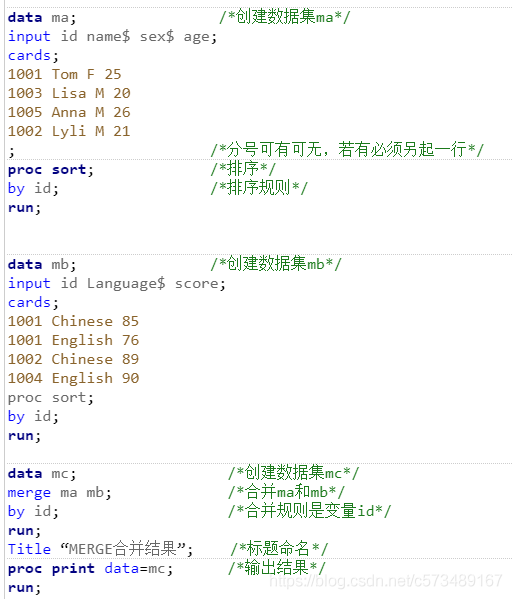 data ma; /*创建数据集ma*/
input id name$ sex$ age;
cards;
1001 Tom F 25
1003 Lisa M 20
1005 Anna M 26
1002 Lyli M 21
; /*分号可有可无，若有必须另起一行*/
proc sort; /*排序*/
by id; /*排序规则*/
run;
data mb; /*创建数据集mb*/
input id Language$ score;
cards;
1001 Chinese 85
1001 English 76
1002 Chinese 89
1004 English 90
proc sort;
by id;
run;
data mc; /*创建数据集mc*/
merge ma mb; /*合并ma和mb*/
by id; /*合并规则是变量id*/
run;
Title “MERGE合并结果”; /*标题命名*/
proc print data=mc; /*输出结果*/
run;
https://blog.csdn.net/c573489167